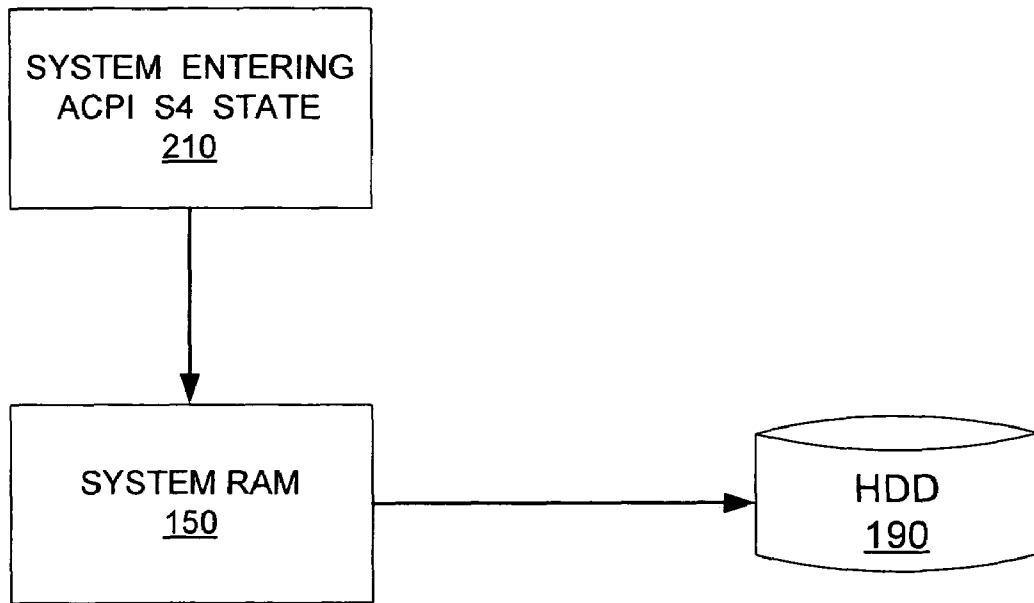 SYSTEM ENTERING
ACPI S4 STATE
210
SYSTEM RAM
150
HDD
190